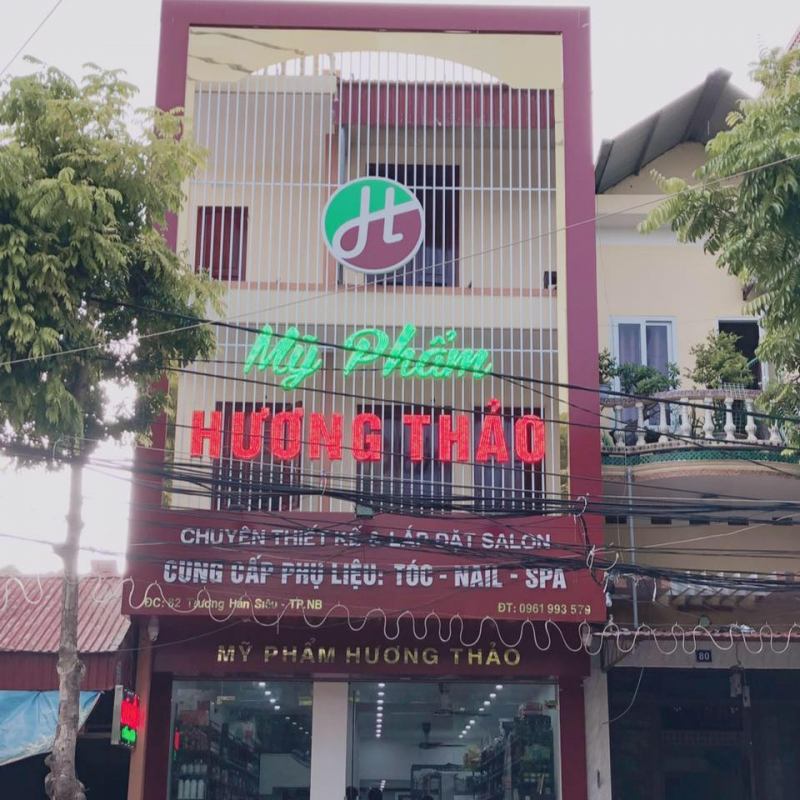 H
Mỹ Phẩm
HƯƠNG THẢO
CHUYÊN THIẾT KẾ & LẮP ĐẶT SALON
CUNG CẤP PHỤ LIỆU: TÓC - NAIL - SPA
ĐC: 82 Trương Hán Siêu - TP.NB
ĐT: 0961 993 579
MỸ PHẨM HƯƠNG THẢO
80